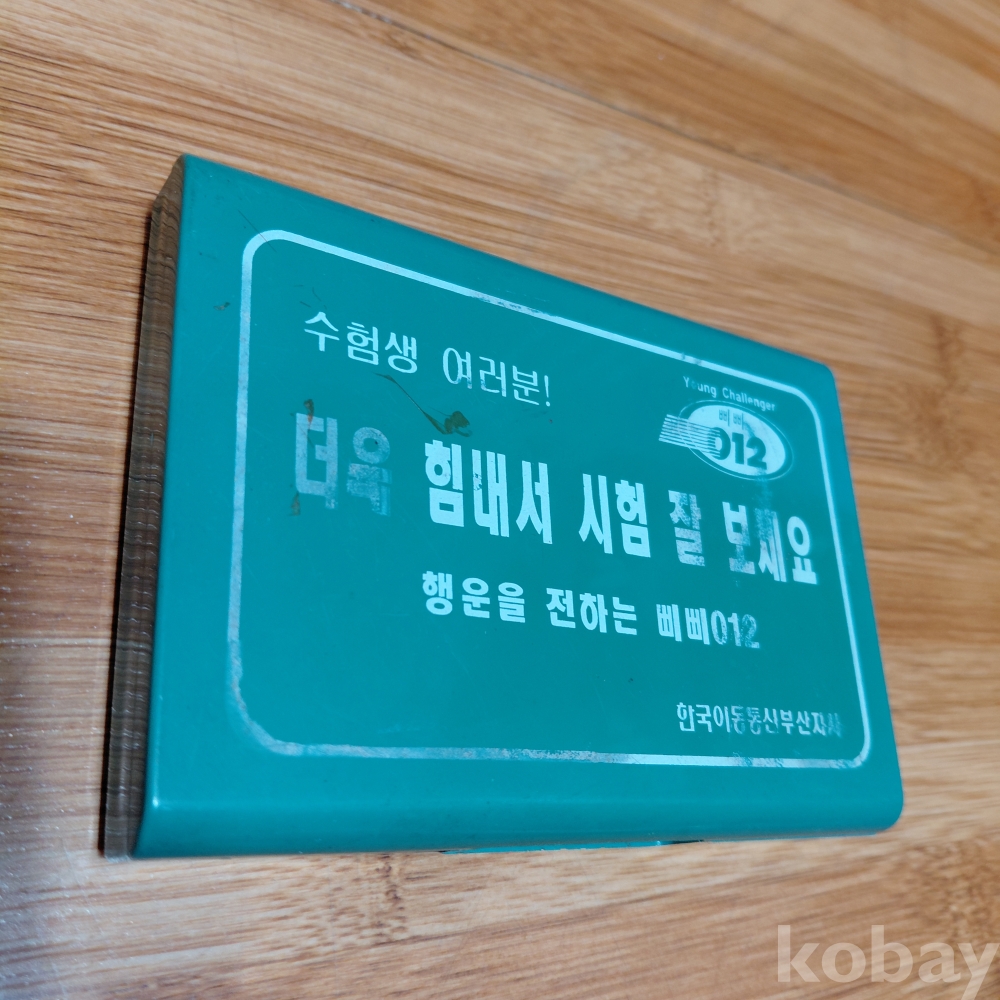 수험생 여러분!
Young Challenger
삐삐
012
더욱 힘내서 시험 잘 보세요
행운을 전하는 삐삐012
한국이동통신부산지사
kobay